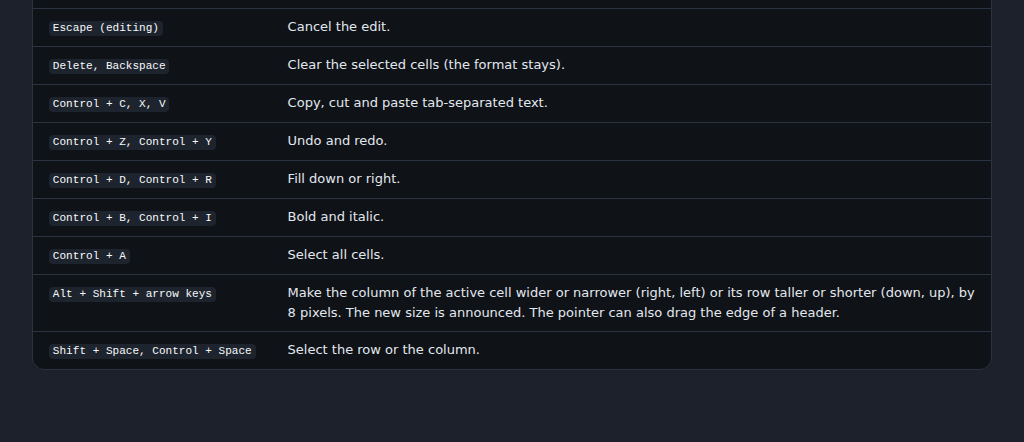 Escape (editing) Cancel the edit.
Delete, Backspace Clear the selected cells (the format stays).
Control + C, X, V Copy, cut and paste tab-separated text.
Control + Z, Control + Y Undo and redo.
Control + D, Control + R Fill down or right.
Control + B, Control + I Bold and italic.
Control + A Select all cells.
Alt + Shift + arrow keys Make the column of the active cell wider or narrower (right, left) or its row taller or shorter (down, up), by
8 pixels. The new size is announced. The pointer can also drag the edge of a header.
Shift + Space, Control + Space Select the row or the column.